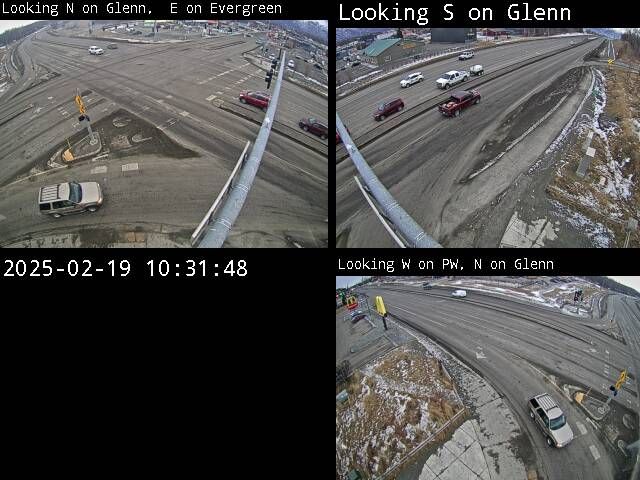 Looking N on Glenn,  E on Evergreen
Looking S on Glenn
2025-02-19 10:31:48
Looking W on PW, N on Glenn